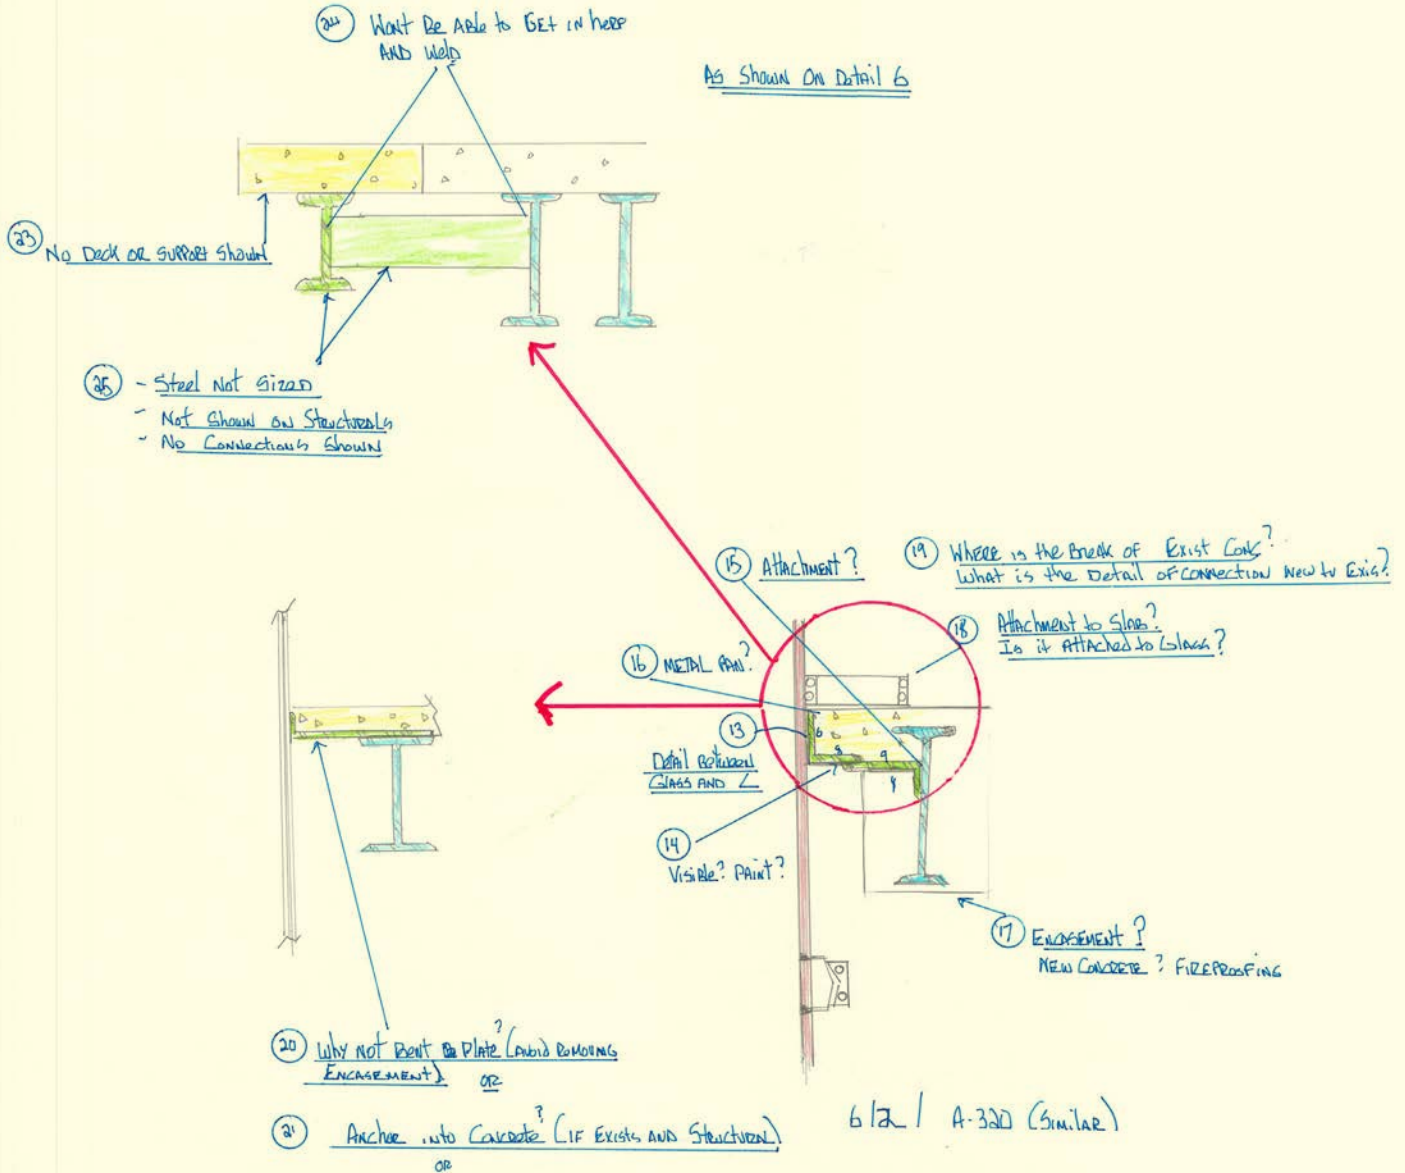 24 Wont Be Able to Get in here
AND Weld
As Shown On Detail 6
23 No Deck or Support Shown
25 - Steel Not Sized
- Not Shown on Structurals
- No Connections Shown
15 Attachment?
19 Where is the Break of Exist Conc?
What is the Detail of Connection New to Exis?
18 Attachment to Slab?
Is it Attached to Glass?
16 Metal Pan?
13
Detail Between
Glass and L
6
8
7
9
4
14
Visible? Paint?
17 Encasement?
New Concrete? Fireproofing
20 Why Not Bent Plate? (Avoid Removing
Encasement)
OR
21 Anchor into Concrete? (If Exists and Structural)
OR
A-320 (Similar)